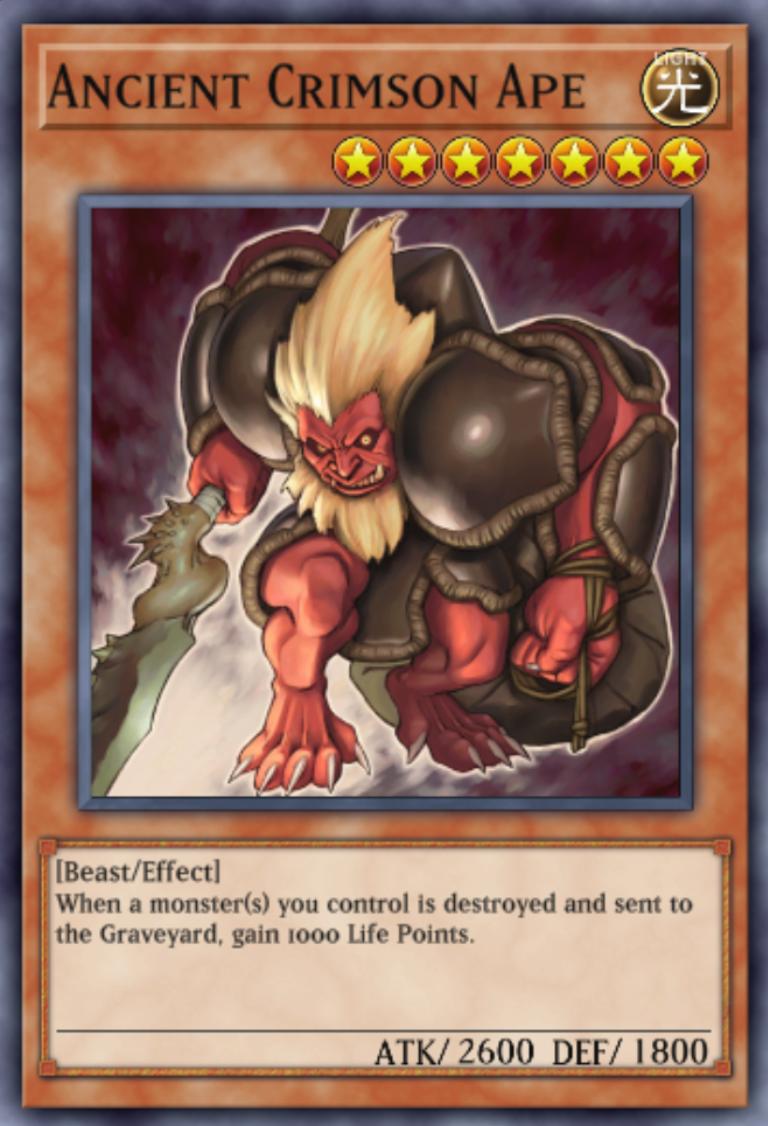 Ancient Crimson Ape
LIGHT
光
[Beast/Effect]
When a monster(s) you control is destroyed and sent to
the Graveyard, gain 1000 Life Points.
ATK/ 2600 DEF/ 1800